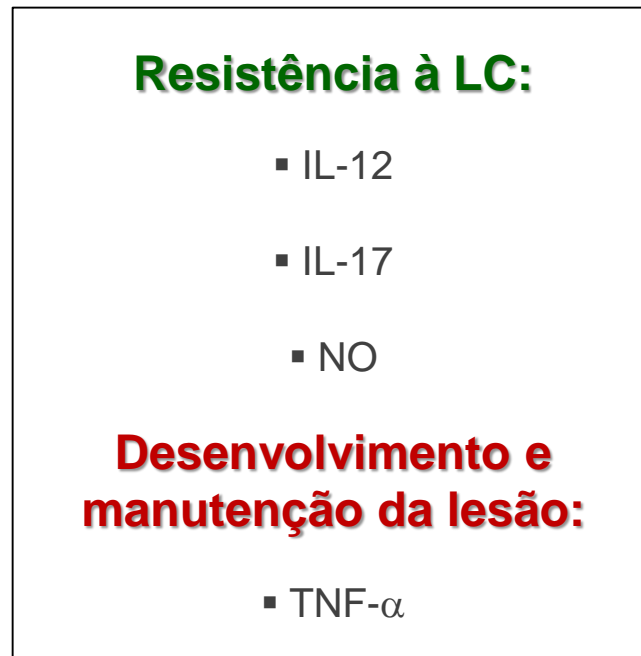 Resistência à LC:
▪ IL-12
▪ IL-17
▪ NO
Desenvolvimento e
manutenção da lesão:
▪ TNF-α